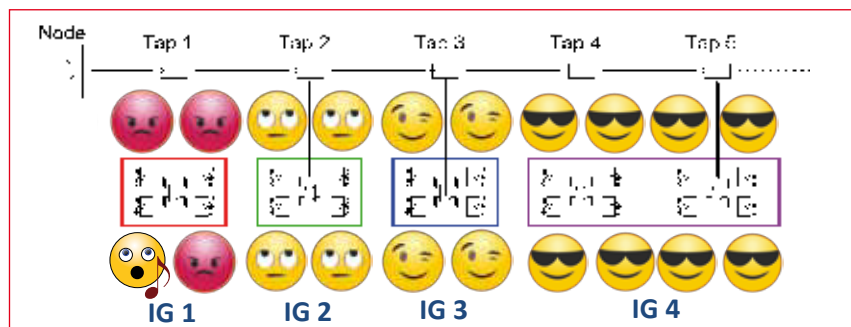 Node
Tap 1 Tap 2 Tap 3 Tap 4 Tap 5
IG 1 IG 2 IG 3 IG 4